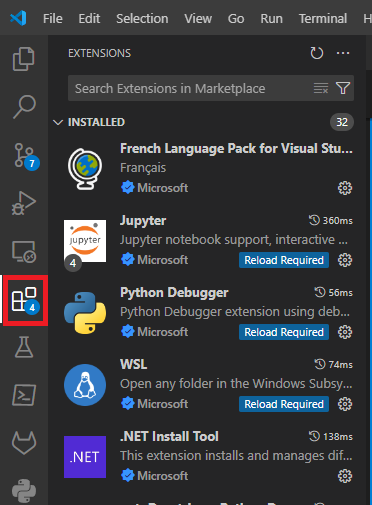 File Edit Selection View Go Run Terminal
EXTENSIONS
Search Extensions in Marketplace
INSTALLED 32
French Language Pack for Visual Stu...
Français
Microsoft
7
Jupyter 360ms
jupyter
Jupyter notebook support, interactive ...
4
Microsoft Reload Required
Python Debugger 56ms
Python Debugger extension using deb...
4
Microsoft Reload Required
WSL 74ms
Open any folder in the Windows Subsy...
Microsoft Reload Required
.NET Install Tool 138ms
.NET
This extension installs and manages dif...
Microsoft